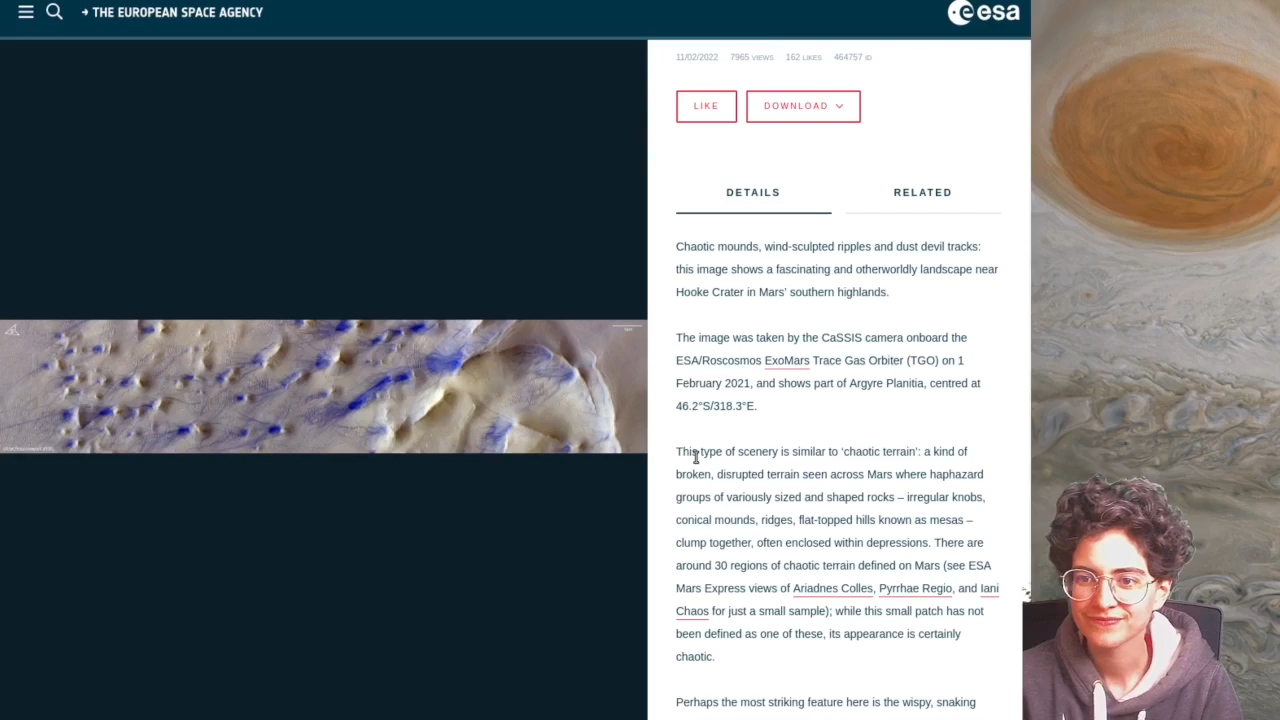 → THE EUROPEAN SPACE AGENCY
esa
11/02/2022 7965 VIEWS 162 LIKES 464757 ID
LIKE
DOWNLOAD
DETAILS
RELATED
Chaotic mounds, wind-sculpted ripples and dust devil tracks:
this image shows a fascinating and otherworldly landscape near
Hooke Crater in Mars’ southern highlands.
The image was taken by the CaSSIS camera onboard the
ESA/Roscosmos ExoMars Trace Gas Orbiter (TGO) on 1
February 2021, and shows part of Argyre Planitia, centred at
46.2°S/318.3°E.
This type of scenery is similar to ‘chaotic terrain’: a kind of
broken, disrupted terrain seen across Mars where haphazard
groups of variously sized and shaped rocks – irregular knobs,
conical mounds, ridges, flat-topped hills known as mesas –
clump together, often enclosed within depressions. There are
around 30 regions of chaotic terrain defined on Mars (see ESA
Mars Express views of Ariadnes Colles, Pyrrhae Regio, and Iani
Chaos for just a small sample); while this small patch has not
been defined as one of these, its appearance is certainly
chaotic.
Perhaps the most striking feature here is the wispy, snaking